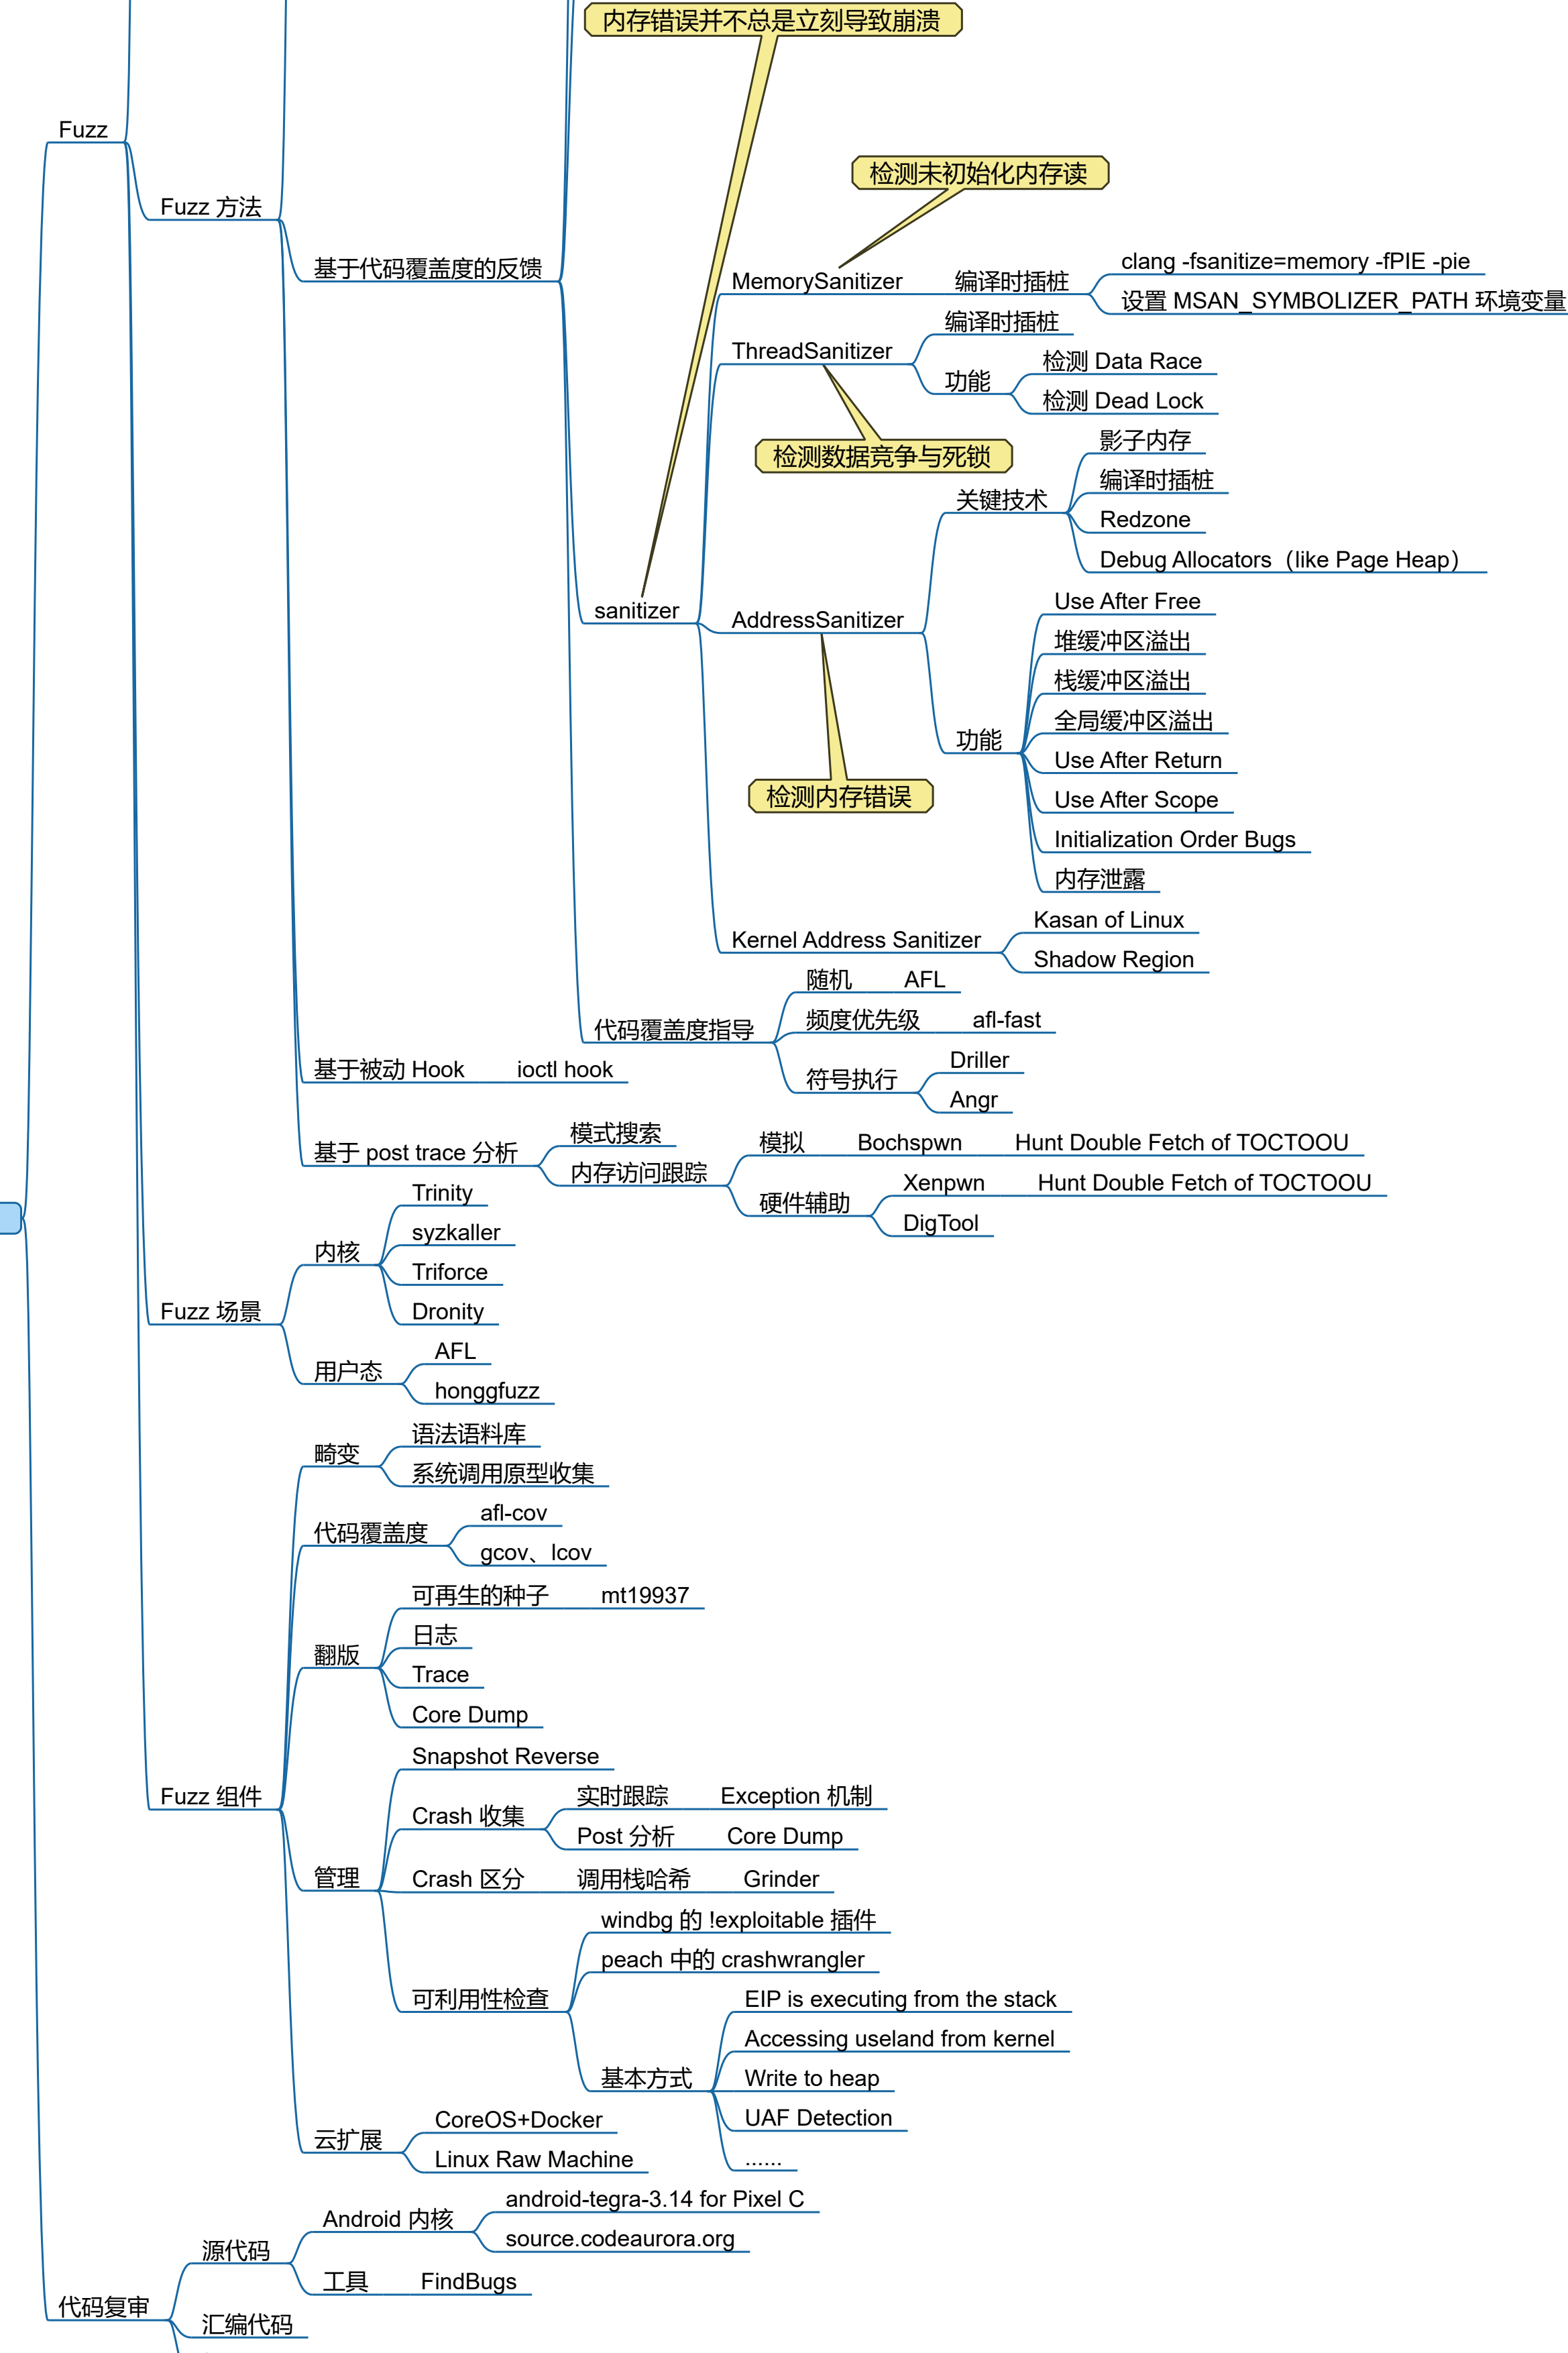 内存错误并不总是立刻导致崩溃
Fuzz
检测未初始化内存读
Fuzz 方法
基于代码覆盖度的反馈
MemorySanitizer
编译时插桩
clang -fsanitize=memory -fPIE -pie
设置 MSAN_SYMBOLIZER_PATH 环境变量
ThreadSanitizer
编译时插桩
功能
检测 Data Race
检测 Dead Lock
检测数据竞争与死锁
关键技术
影子内存
编译时插桩
Redzone
Debug Allocators（like Page Heap）
sanitizer
AddressSanitizer
功能
Use After Free
堆缓冲区溢出
栈缓冲区溢出
全局缓冲区溢出
Use After Return
Use After Scope
Initialization Order Bugs
内存泄露
检测内存错误
Kernel Address Sanitizer
Kasan of Linux
Shadow Region
代码覆盖度指导
随机
AFL
频度优先级
afl-fast
符号执行
Driller
Angr
基于被动 Hook
ioctl hook
基于 post trace 分析
模式搜索
内存访问跟踪
模拟
Bochspwn
Hunt Double Fetch of TOCTOOU
硬件辅助
Xenpwn
Hunt Double Fetch of TOCTOOU
DigTool
Fuzz 场景
内核
Trinity
syzkaller
Triforce
Dronity
用户态
AFL
honggfuzz
Fuzz 组件
畸变
语法语料库
系统调用原型收集
代码覆盖度
afl-cov
gcov、lcov
翻版
可再生的种子
mt19937
日志
Trace
Core Dump
管理
Snapshot Reverse
Crash 收集
实时跟踪
Exception 机制
Post 分析
Core Dump
Crash 区分
调用栈哈希
Grinder
可利用性检查
windbg 的 !exploitable 插件
peach 中的 crashwrangler
基本方式
EIP is executing from the stack
Accessing useland from kernel
Write to heap
UAF Detection
......
云扩展
CoreOS+Docker
Linux Raw Machine
代码复审
源代码
Android 内核
android-tegra-3.14 for Pixel C
source.codeaurora.org
工具
FindBugs
汇编代码